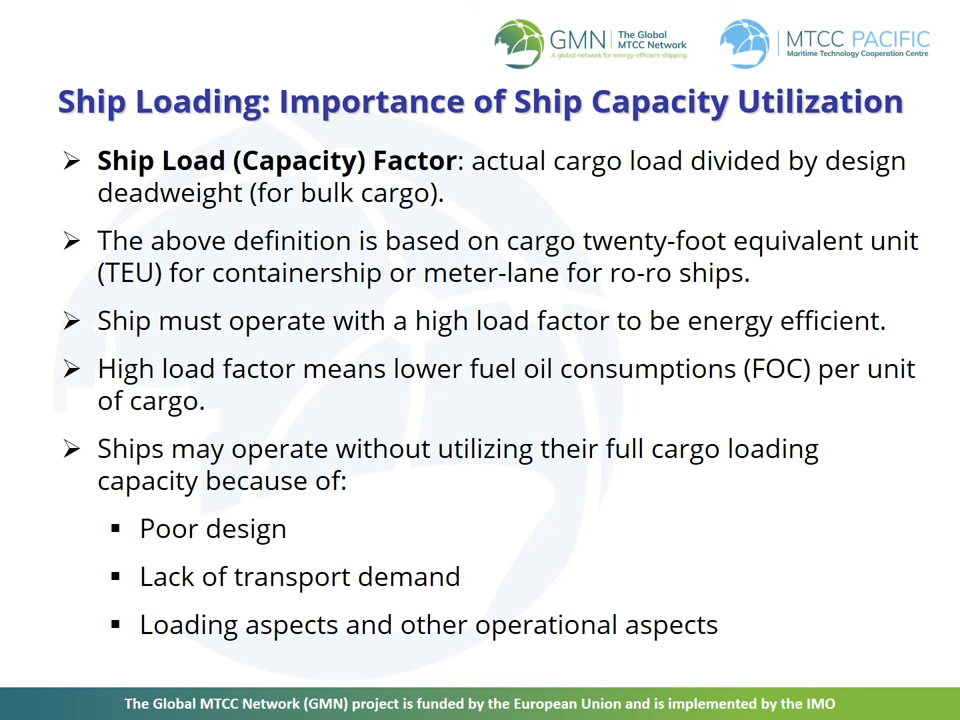 GMN | The Global MTCC Network
A global network for energy-efficient shipping
MTCC PACIFIC
Maritime Technology Cooperation Centre
Ship Loading: Importance of Ship Capacity Utilization
➢ Ship Load (Capacity) Factor: actual cargo load divided by design
deadweight (for bulk cargo).
➢ The above definition is based on cargo twenty-foot equivalent unit
(TEU) for containership or meter-lane for ro-ro ships.
➢ Ship must operate with a high load factor to be energy efficient.
➢ High load factor means lower fuel oil consumptions (FOC) per unit
of cargo.
➢ Ships may operate without utilizing their full cargo loading
capacity because of:
▪ Poor design
▪ Lack of transport demand
▪ Loading aspects and other operational aspects
The Global MTCC Network (GMN) project is funded by the European Union and is implemented by the IMO